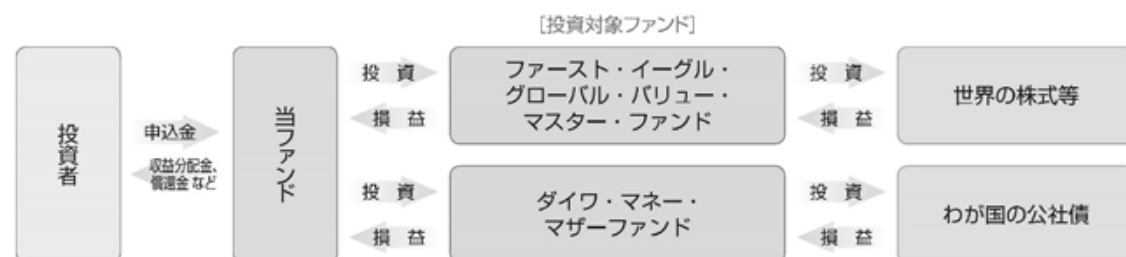 [投資対象ファンド]
投資者
申込金
収益分配金、
償還金 など
当ファンド
投 資
損 益
ファースト・イーグル・
グローバル・バリュー・
マスター・ファンド
投 資
損 益
世界の株式等
投 資
損 益
ダイワ・マネー・
マザーファンド
投 資
損 益
わが国の公社債